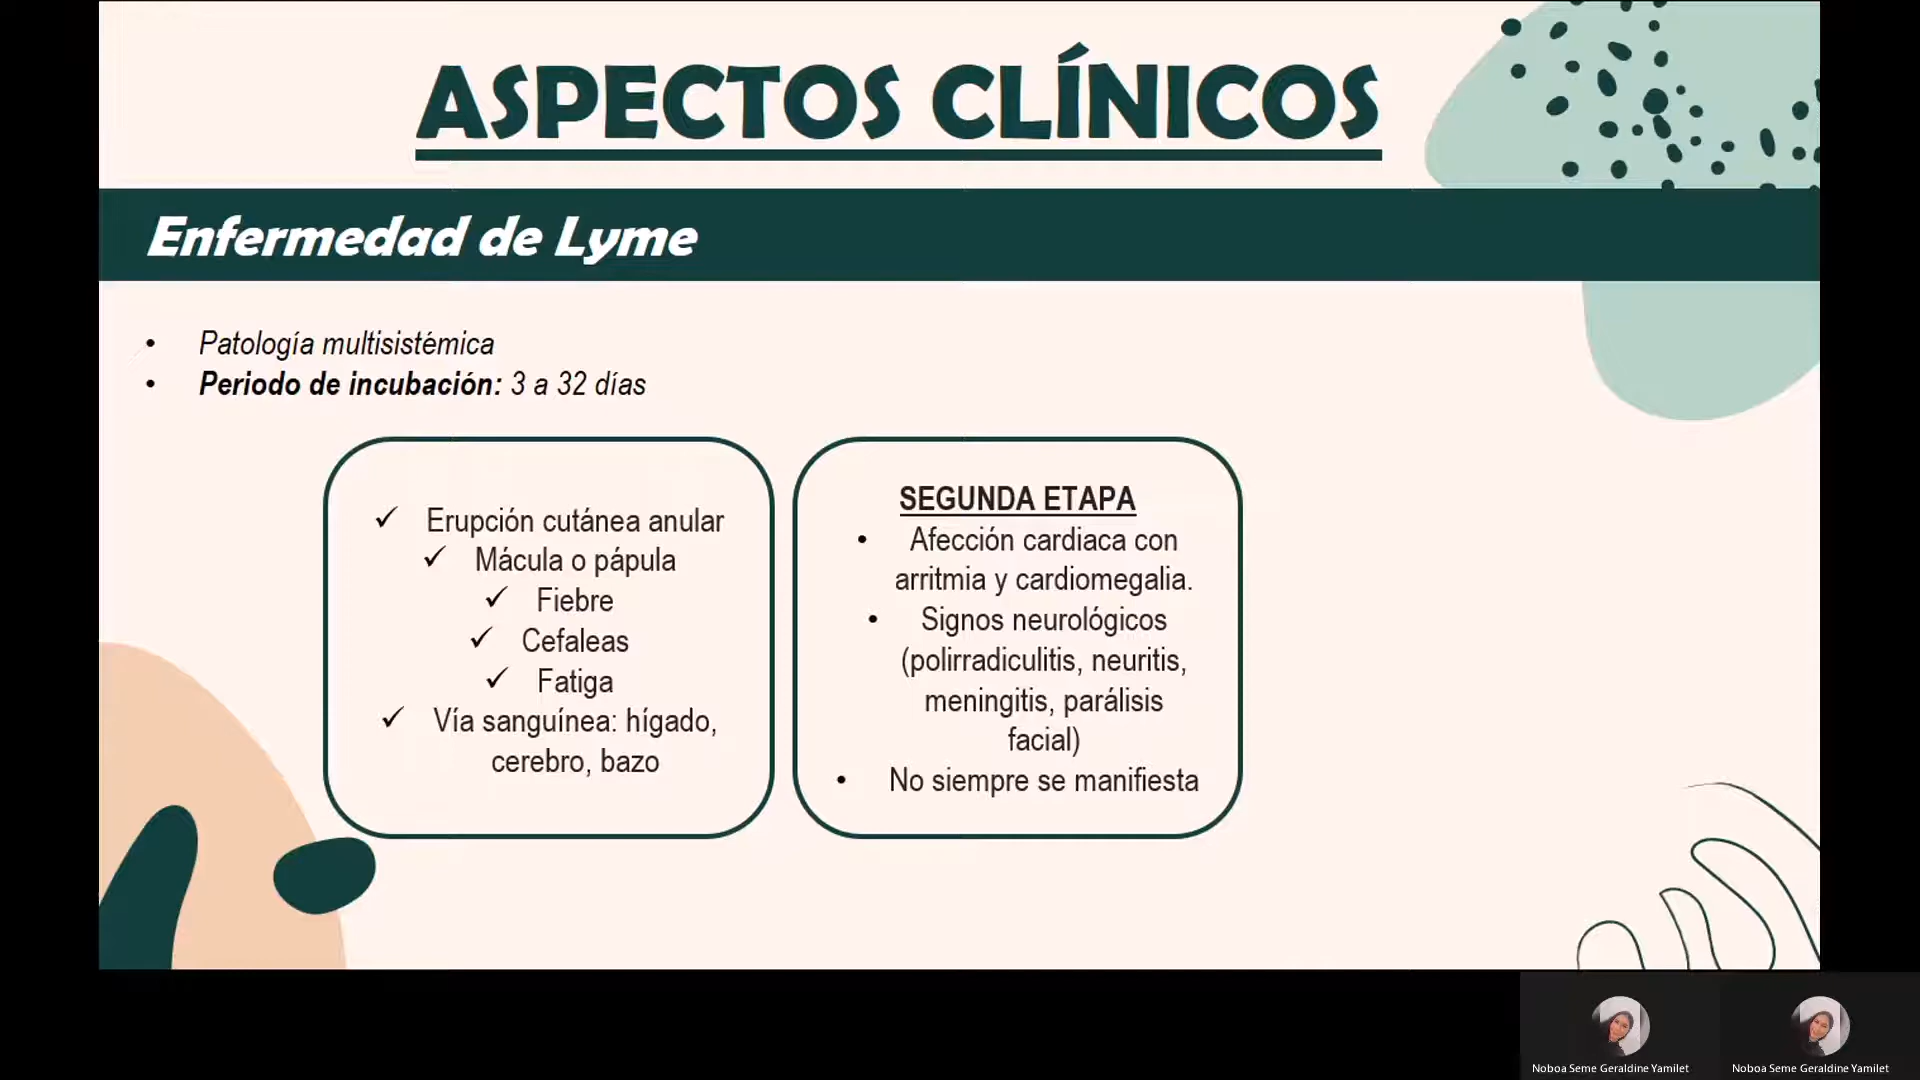 ASPECTOS CLÍNICOS
Enfermedad de Lyme
• Patología multisistémica
• Periodo de incubación: 3 a 32 días
✓ Erupción cutánea anular
✓ Mácula o pápula
✓ Fiebre
✓ Cefaleas
✓ Fatiga
✓ Vía sanguínea: hígado,
cerebro, bazo
SEGUNDA ETAPA
• Afección cardiaca con
arritmia y cardiomegalia.
• Signos neurológicos
(polirradiculitis, neuritis,
meningitis, parálisis
facial)
• No siempre se manifiesta
Noboa Seme Geraldine Yamilet
Noboa Seme Geraldine Yamilet